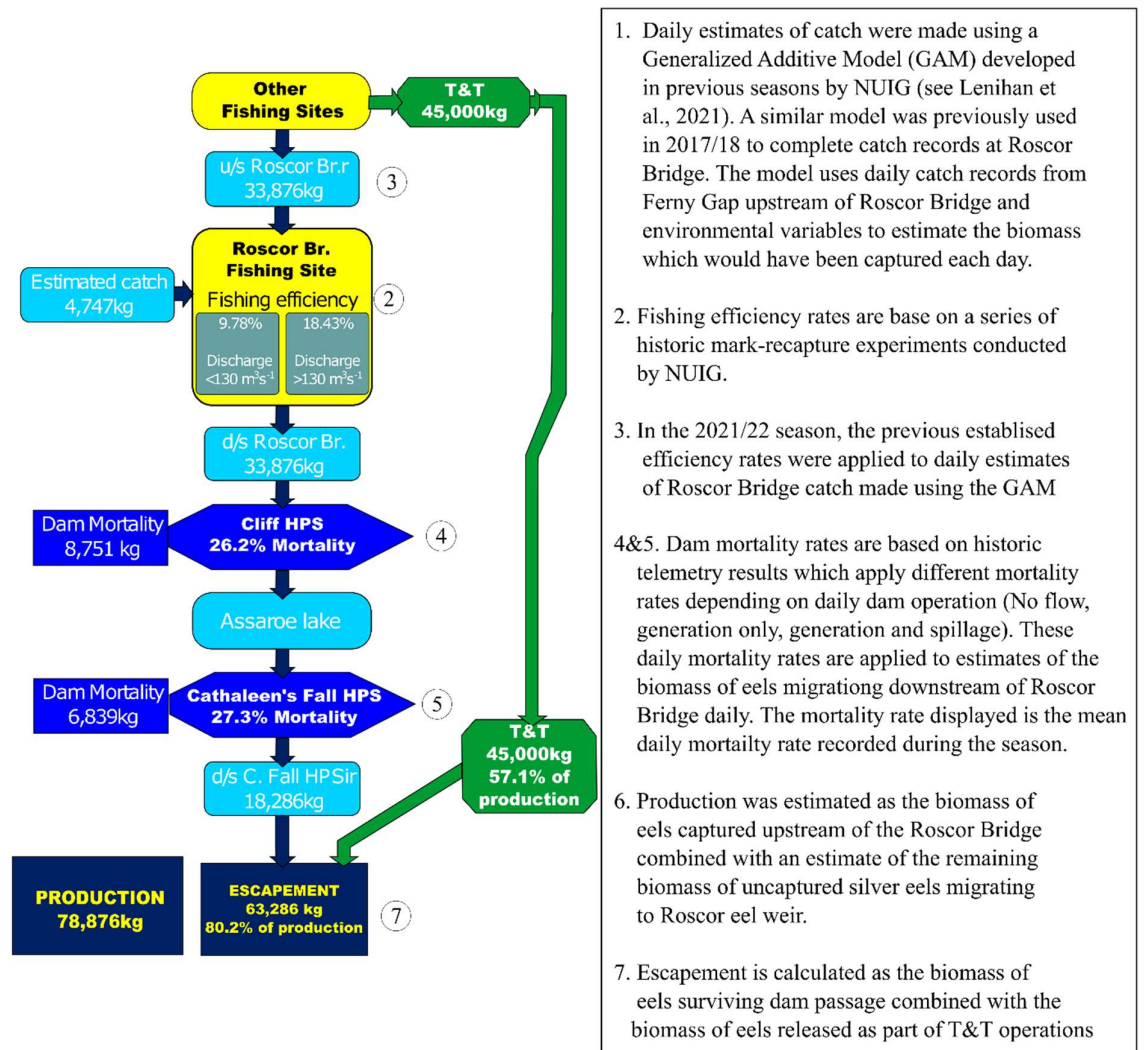 Other
Fishing Sites
T&T
45,000kg
u/s Roscor Br.r
33,876kg
3
Roscor Br.
Fishing Site
Fishing efficiency
2
9.78%
Discharge
<130 m³s⁻¹
18.43%
Discharge
>130 m³s⁻¹
Estimated catch
4,747kg
d/s Roscor Br.
33,876kg
Dam Mortality
8,751 kg
Cliff HPS
26.2% Mortality
4
Assaroe lake
Dam Mortality
6,839kg
Cathaleen's Fall HPS
27.3% Mortality
5
T&T
45,000kg
57.1% of
production
d/s C. Fall HPSir
18,286kg
PRODUCTION
78,876kg
ESCAPEMENT
63,286 kg
80.2% of production
7
1. Daily estimates of catch were made using a
Generalized Additive Model (GAM) developed
in previous seasons by NUIG (see Lenihan et
al., 2021). A similar model was previously used
in 2017/18 to complete catch records at Roscor
Bridge. The model uses daily catch records from
Ferny Gap upstream of Roscor Bridge and
environmental variables to estimate the biomass
which would have been captured each day.
2. Fishing efficiency rates are base on a series of
historic mark-recapture experiments conducted
by NUIG.
3. In the 2021/22 season, the previous establised
efficiency rates were applied to daily estimates
of Roscor Bridge catch made using the GAM
4&5. Dam mortality rates are based on historic
telemetry results which apply different mortality
rates depending on daily dam operation (No flow,
generation only, generation and spillage). These
daily mortality rates are applied to estimates of the
biomass of eels migrationg downstream of Roscor
Bridge daily. The mortality rate displayed is the mean
daily mortailty rate recorded during the season.
6. Production was estimated as the biomass of
eels captured upstream of the Roscor Bridge
combined with an estimate of the remaining
biomass of uncaptured silver eels migrating
to Roscor eel weir.
7. Escapement is calculated as the biomass of
eels surviving dam passage combined with the
biomass of eels released as part of T&T operations